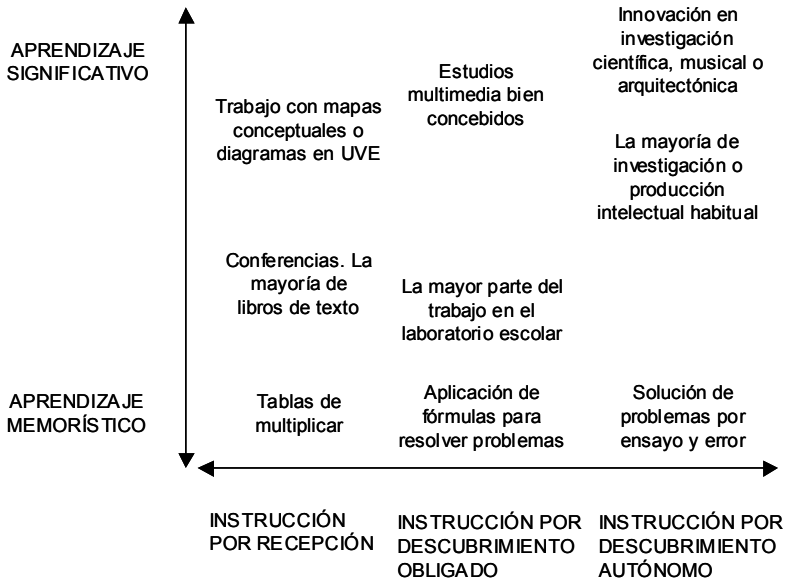 APRENDIZAJE
SIGNIFICATIVO
Trabajo con mapas
conceptuales o
diagramas en UVE
Estudios
multimedia bien
concebidos
Innovación en
investigación
científica, musical o
arquitectónica
La mayoría de
investigación o
producción
intelectual habitual
Conferencias. La
mayoría de
libros de texto
La mayor parte del
trabajo en el
laboratorio escolar
APRENDIZAJE
MEMORÍSTICO
Tablas de
multiplicar
Aplicación de
fórmulas para
resolver problemas
Solución de
problemas por
ensayo y error
INSTRUCCIÓN
POR RECEPCIÓN
INSTRUCCIÓN POR
DESCUBRIMIENTO
OBLIGADO
INSTRUCCIÓN POR
DESCUBRIMIENTO
AUTÓNOMO